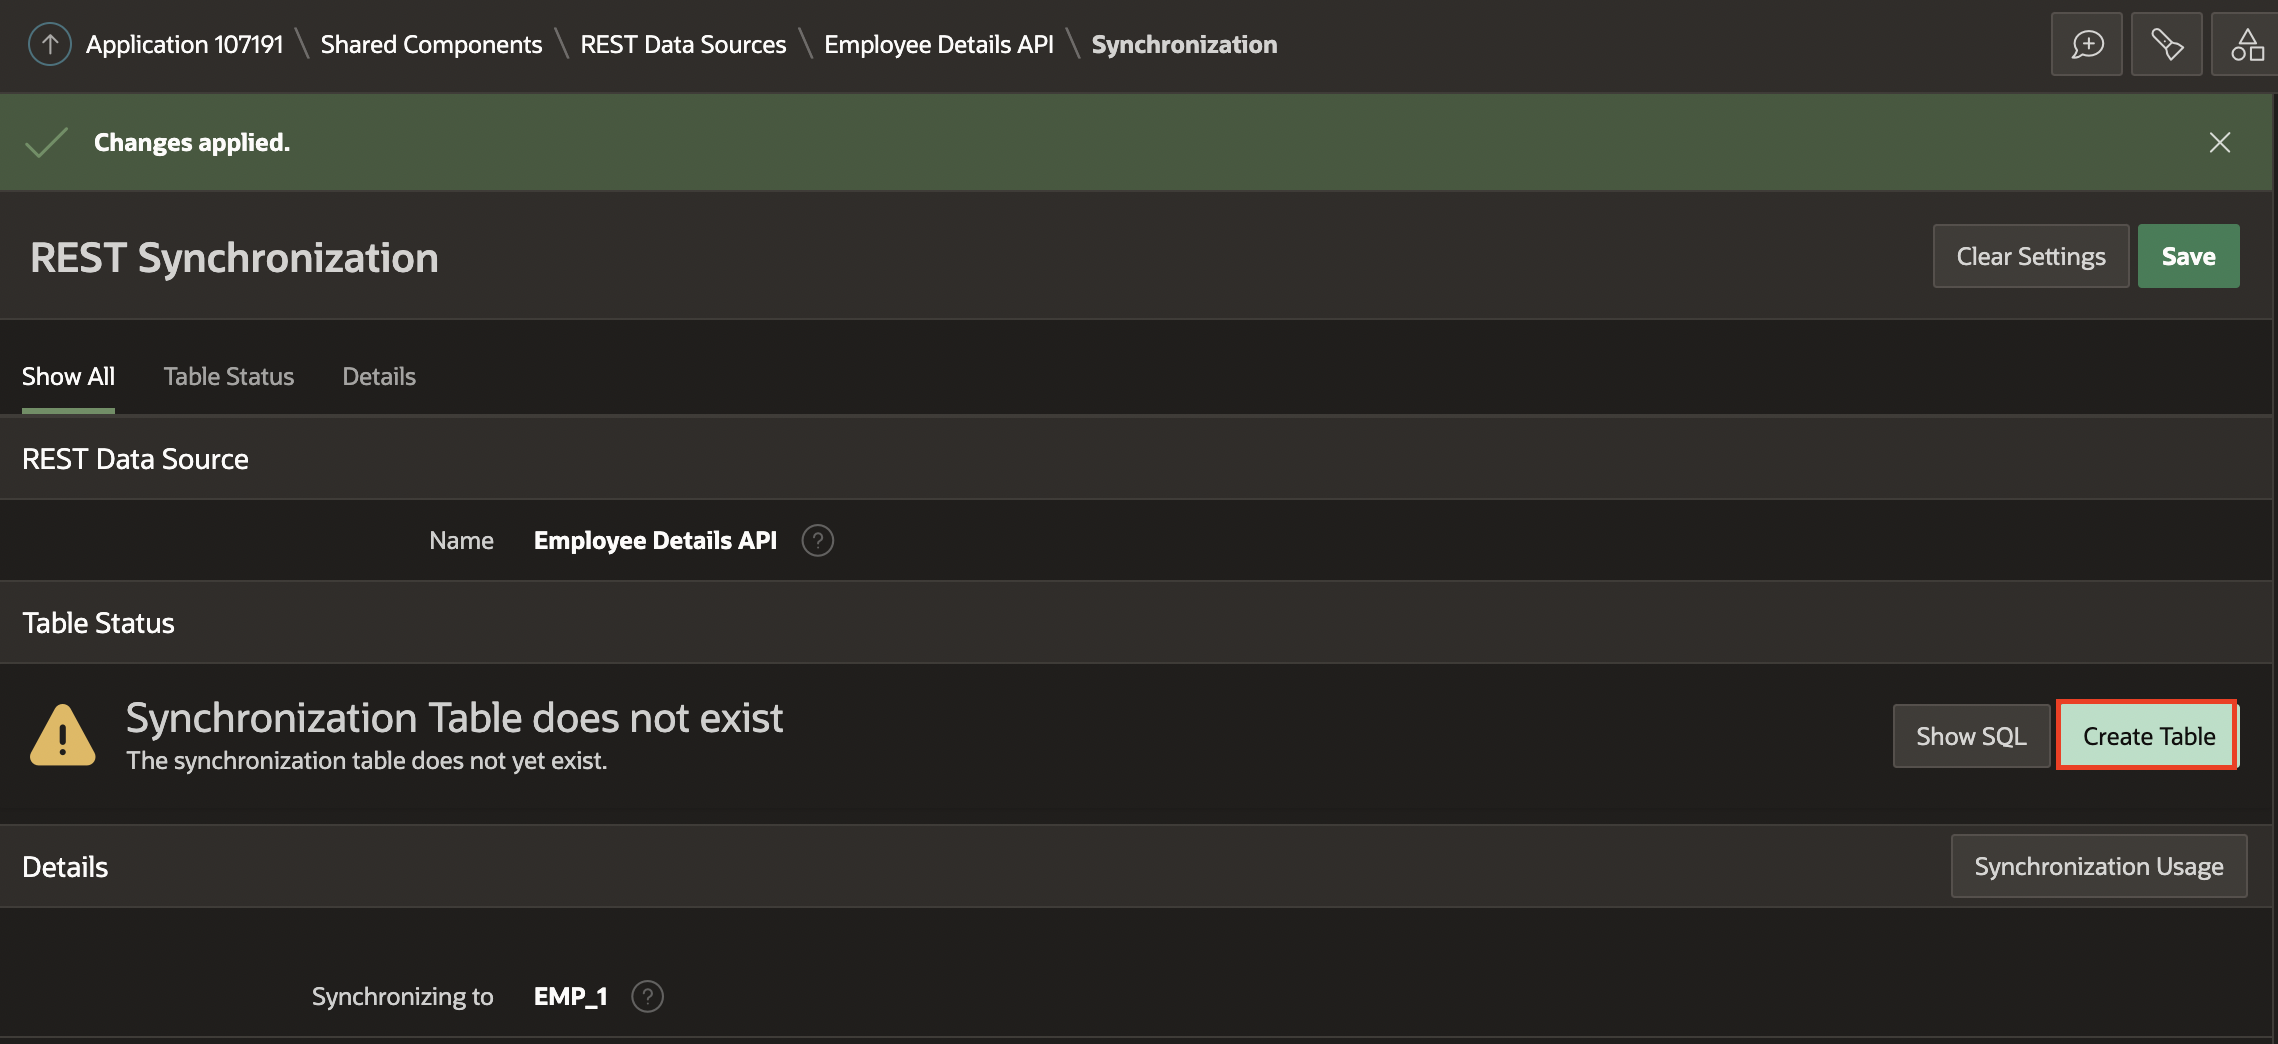 Application 107191 \ Shared Components \ REST Data Sources \ Employee Details API \ Synchronization
Changes applied.
REST Synchronization
Clear Settings
Save
Show All Table Status Details
REST Data Source
Name Employee Details API ?
Table Status
Synchronization Table does not exist
The synchronization table does not yet exist.
Show SQL
Create Table
Details
Synchronization Usage
Synchronizing to EMP_1 ?